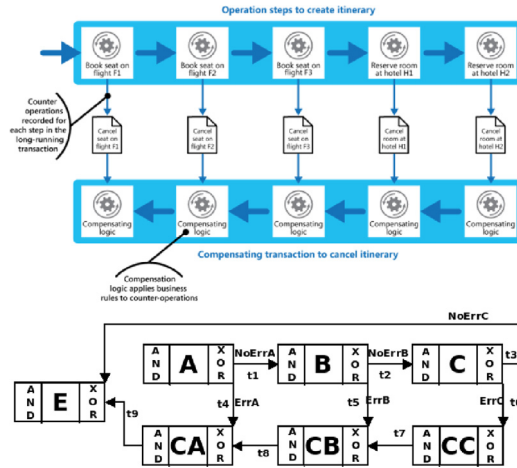 Operation steps to create itinerary
Book seat on
flight F1
Book seat on
flight F2
Book seat on
flight F3
Reserve room
at hotel H1
Reserve room
at hotel H2
Counter
operations
recorded for
each step in the
long-running
transaction
Cancel
seat on
flight F1
Cancel
seat on
flight F2
Cancel
seat on
flight F3
Cancel
room at
hotel H1
Cancel
room at
hotel H2
Compensating
logic
Compensating
logic
Compensating
logic
Compensating
logic
Compensating
logic
Compensating transaction to cancel itinerary
Compensation
logic applies business
rules to counter-operations
NoErrC
AND A XOR
NoErrA
t1
AND B XOR
NoErrB
t2
AND C XOR
t3
AND E XOR
t9
t4 ErrA
t5 ErrB
ErrC
AND CA XOR
t8
AND CB XOR
t7
AND CC XOR